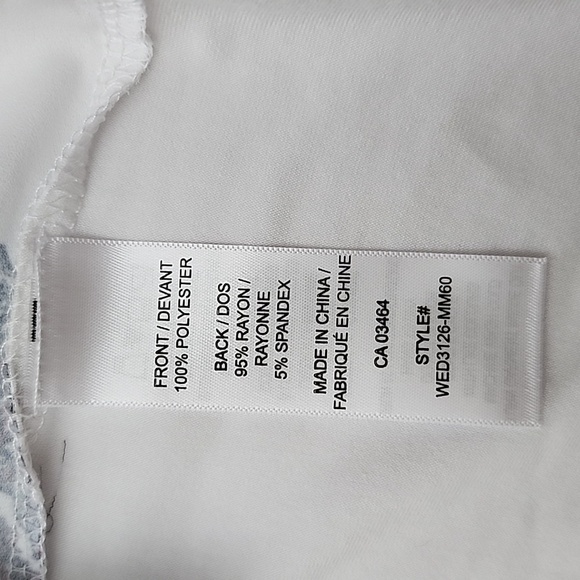 FRONT / DEVANT
100% POLYESTER
BACK / DOS
95% RAYON /
RAYONNE
5% SPANDEX
MADE IN CHINA /
FABRIQUÉ EN CHINE
CA 03464
STYLE#
WED3126-MM60